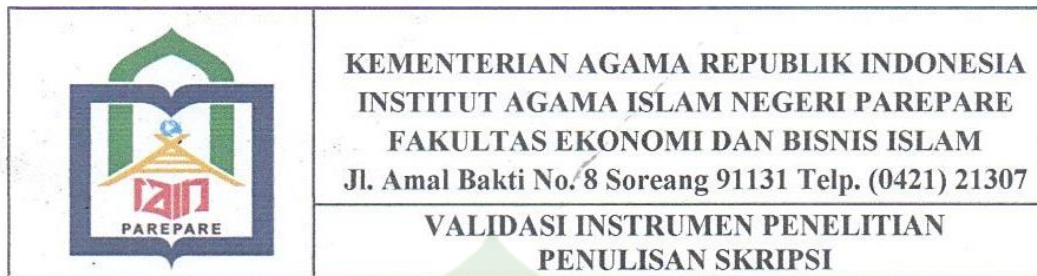 IAIN
PAREPARE
KEMENTERIAN AGAMA REPUBLIK INDONESIA
INSTITUT AGAMA ISLAM NEGERI PAREPARE
FAKULTAS EKONOMI DAN BISNIS ISLAM
Jl. Amal Bakti No. 8 Soreang 91131 Telp. (0421) 21307
VALIDASI INSTRUMEN PENELITIAN
PENULISAN SKRIPSI